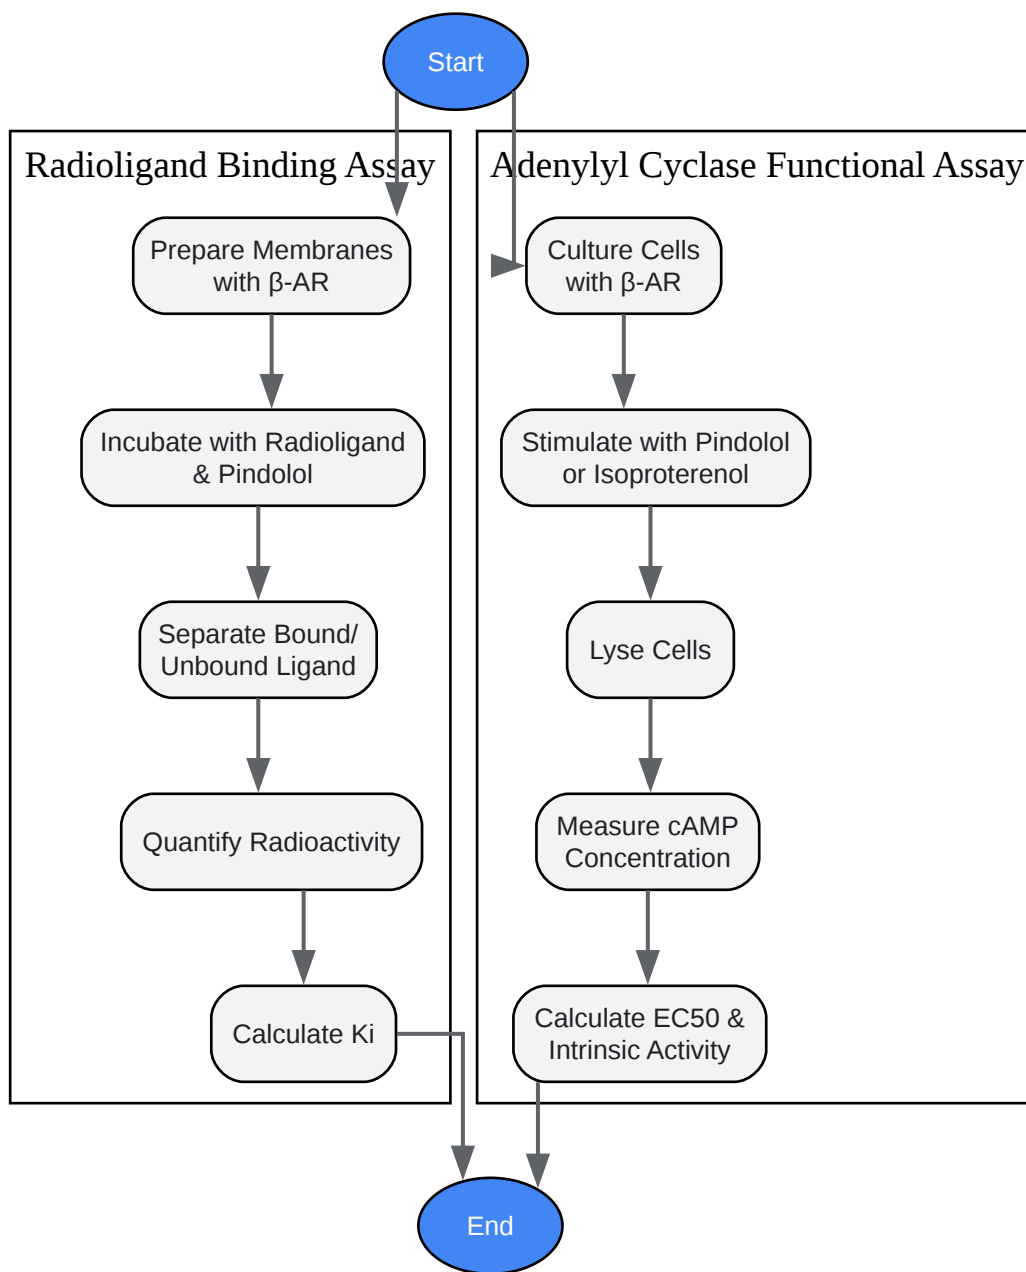 Start
Radioligand Binding Assay
Prepare Membranes
with β-AR
Incubate with Radioligand
& Pindolol
Separate Bound/
Unbound Ligand
Quantify Radioactivity
Calculate Ki
Adenylyl Cyclase Functional Assay
Culture Cells
with β-AR
Stimulate with Pindolol
or Isoproterenol
Lyse Cells
Measure cAMP
Concentration
Calculate EC50 &
Intrinsic Activity
End